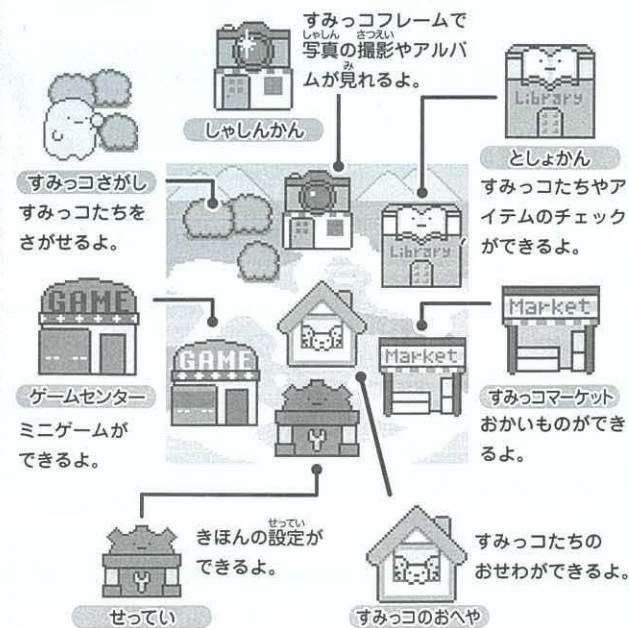 すみっコフレームで
しゃしん さつえい
写真の撮影やアルバ
み
ムが見れるよ。
しゃしんかん
Library
としょかん
すみっコたちやア
イテムのチェック
ができるよ。
すみっコさがし
すみっコたちを
さがせるよ。
Library
GAME
ゲームセンター
ミニゲームが
できるよ。
GAME
Market
Market
すみっコマーケット
おかいものができ
るよ。
せってい
きほんの設定が
できるよ。
せってい
すみっコたちの
おせわができるよ。
すみっコのおへや